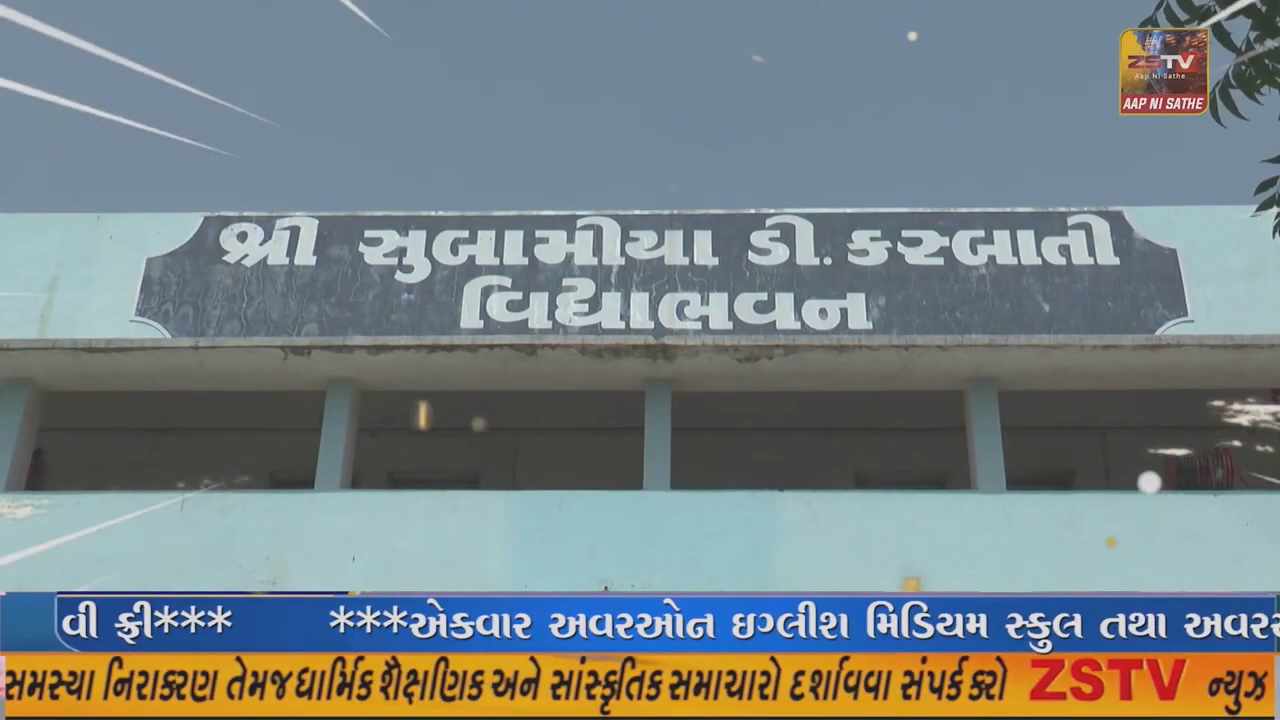 ZSTV
Aap Ni Sathe
AAP NI SATHE
શ્રી સુબામીયા ડી. કરબાતી
વિદ્યાભવન
વી ફ્રી*** ***એકવાર અવરઓન ઇગ્લીશ મિડિયમ સ્કુલ તથા અવર
સમસ્યા નિરાકરણ તેમજ ધાર્મિક શૈક્ષણિક અને સાંસ્કૃતિક સમાચારો દર્શાવવા સંપર્ક કરો ZSTV ન્યુઝ